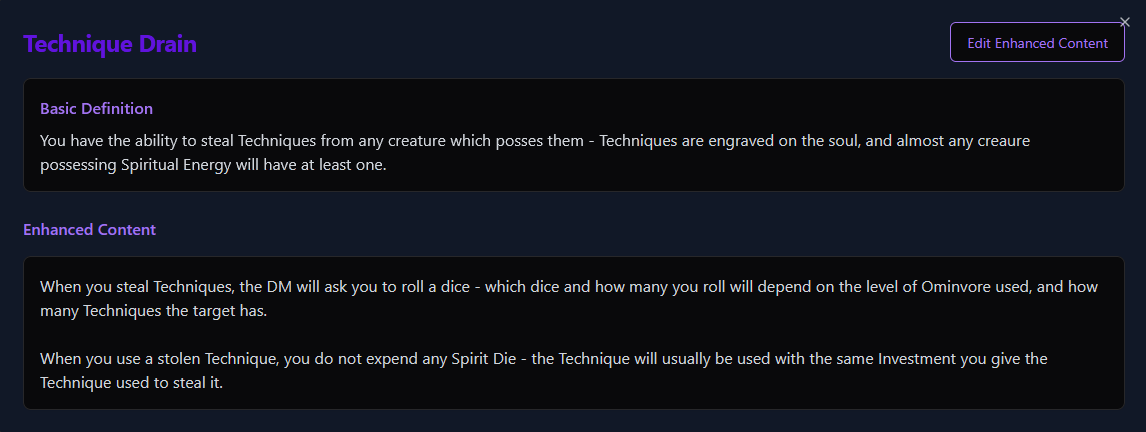 Technique Drain
Edit Enhanced Content
×
Basic Definition
You have the ability to steal Techniques from any creature which posses them - Techniques are engraved on the soul, and almost any creaure
possessing Spiritual Energy will have at least one.
Enhanced Content
When you steal Techniques, the DM will ask you to roll a dice - which dice and how many you roll will depend on the level of Ominvore used, and how
many Techniques the target has.
When you use a stolen Technique, you do not expend any Spirit Die - the Technique will usually be used with the same Investment you give the
Technique used to steal it.